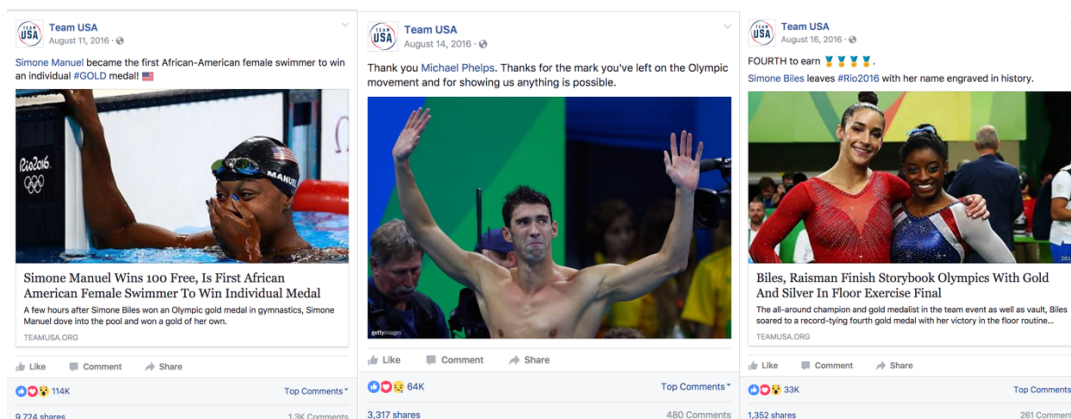 TEAM
USA
Team USA
August 11, 2016 ·
Simone Manuel became the first African-American female swimmer to win
an individual #GOLD medal!
Rio2016
MANUEL
Simone Manuel Wins 100 Free, Is First African
American Female Swimmer To Win Individual Medal
A few hours after Simone Biles won an Olympic gold medal in gymnastics, Simone
Manuel dove into the pool and won a gold of her own.
TEAMUSA.ORG
Like Comment Share
114K Top Comments
9,724 shares 1.3K Comments
TEAM
USA
Team USA
August 14, 2016 ·
Thank you Michael Phelps. Thanks for the mark you've left on the Olympic
movement and for showing us anything is possible.
gettyimages
Like Comment Share
64K Top Comments
3,317 shares 480 Comments
TEAM
USA
Team USA
August 16, 2016 ·
FOURTH to earn
Simone Biles leaves #Rio2016 with her name engraved in history.
Biles, Raisman Finish Storybook Olympics With Gold
And Silver In Floor Exercise Final
The all-around champion and gold medalist in the team event as well as vault, Biles
soared to a record-tying fourth gold medal with her victory in the floor routine...
TEAMUSA.ORG
Like Comment Share
33K Top Comments
1,352 shares 261 Comments